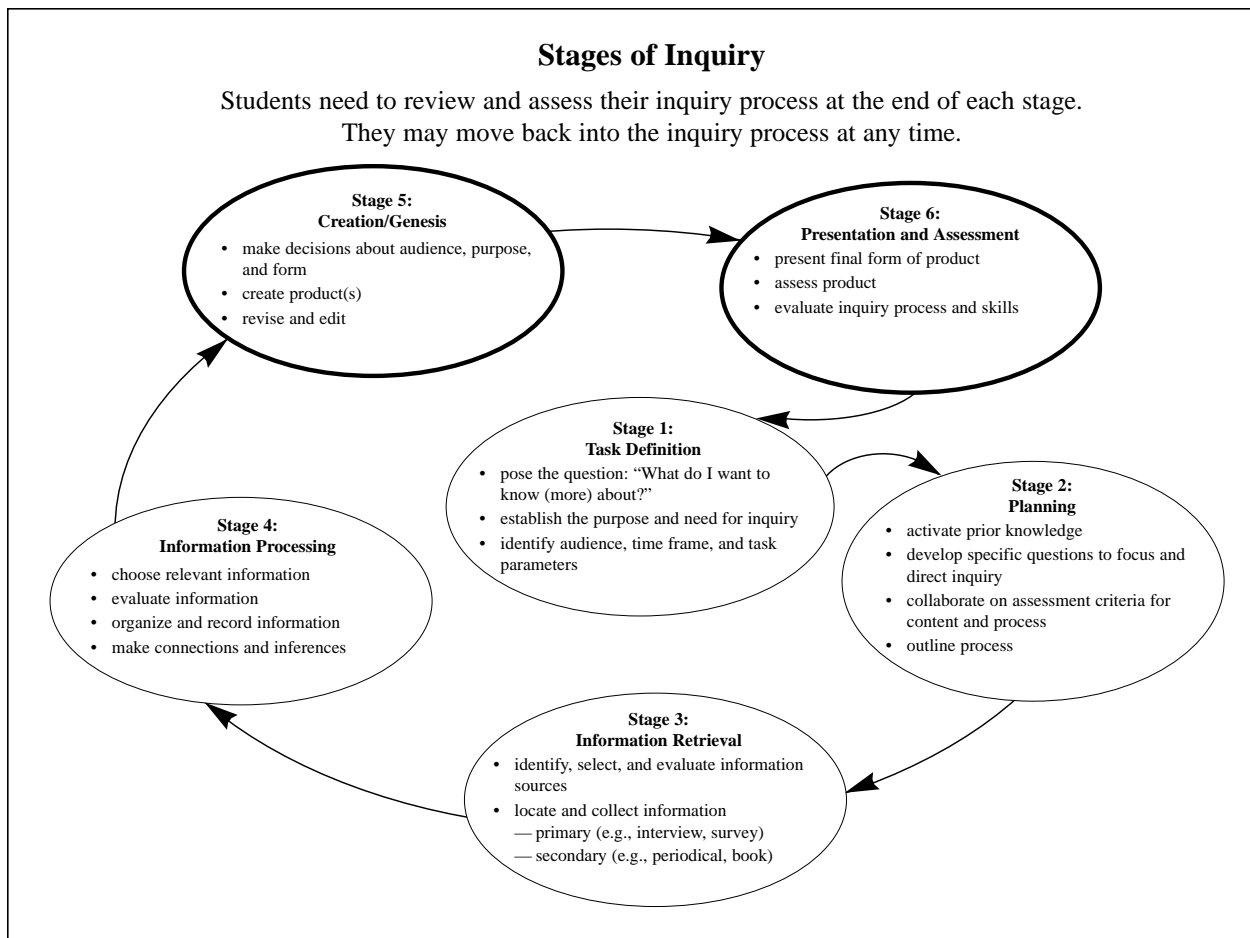 Stages of Inquiry
Students need to review and assess their inquiry process at the end of each stage.
They may move back into the inquiry process at any time.
Stage 5:
Creation/Genesis
• make decisions about audience, purpose,
and form
• create product(s)
• revise and edit
Stage 6:
Presentation and Assessment
• present final form of product
• assess product
• evaluate inquiry process and skills
Stage 1:
Task Definition
• pose the question: “What do I want to
know (more) about?”
• establish the purpose and need for inquiry
• identify audience, time frame, and task
parameters
Stage 2:
Planning
• activate prior knowledge
• develop specific questions to focus and
direct inquiry
• collaborate on assessment criteria for
content and process
• outline process
Stage 4:
Information Processing
• choose relevant information
• evaluate information
• organize and record information
• make connections and inferences
Stage 3:
Information Retrieval
• identify, select, and evaluate information
sources
• locate and collect information
— primary (e.g., interview, survey)
— secondary (e.g., periodical, book)